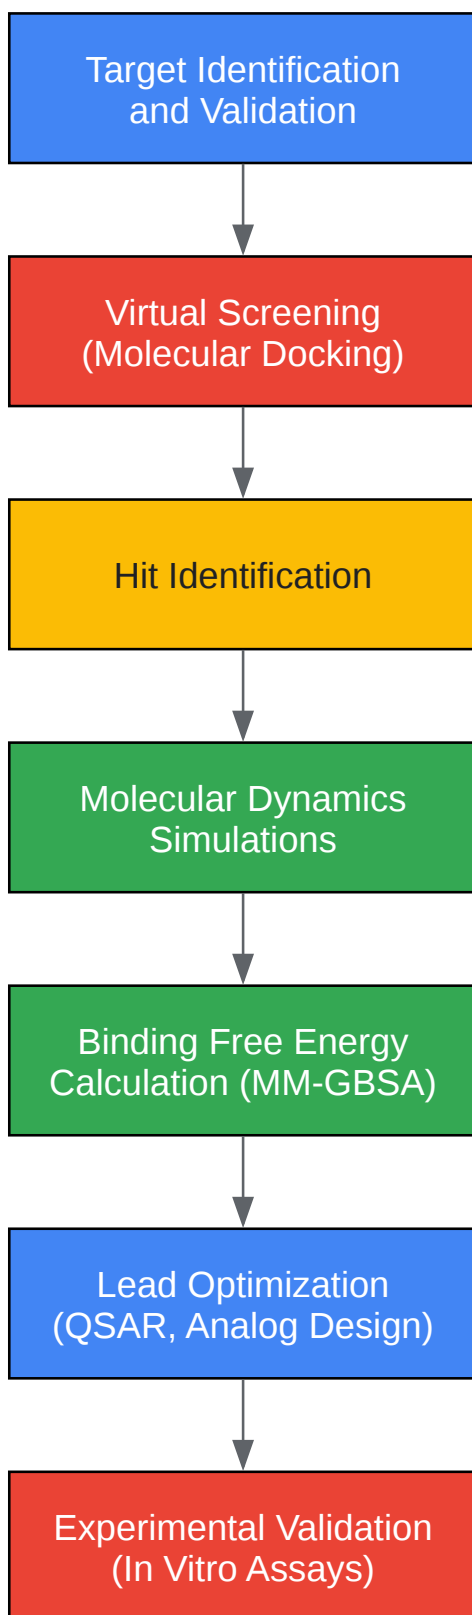 Target Identification
and Validation
Virtual Screening
(Molecular Docking)
Hit Identification
Molecular Dynamics
Simulations
Binding Free Energy
Calculation (MM-GBSA)
Lead Optimization
(QSAR, Analog Design)
Experimental Validation
(In Vitro Assays)